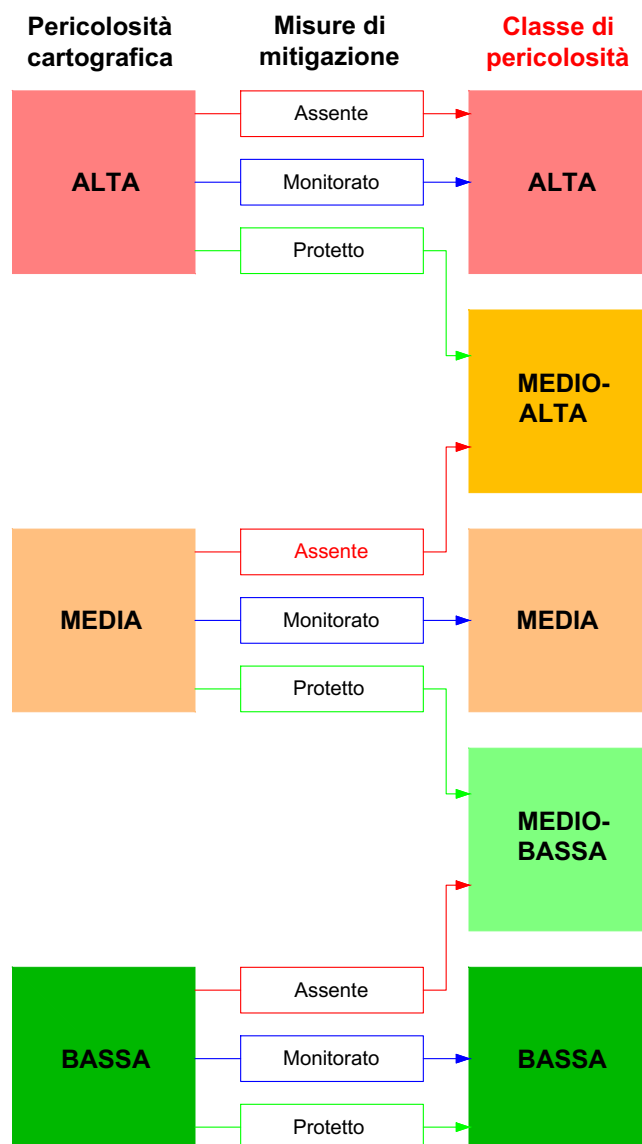 Pericolosità
cartografica
Misure di
mitigazione
Classe di
pericolosità
ALTA
Assente
Monitorato
Protetto
ALTA
MEDIO-
ALTA
MEDIA
Assente
Monitorato
Protetto
MEDIA
MEDIO-
BASSA
BASSA
Assente
Monitorato
Protetto
BASSA